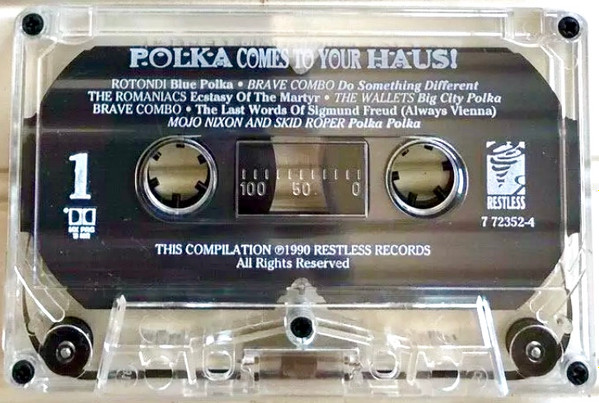 POLKA COMES TO YOUR HAUS!
ROTONDI Blue Polka • BRAVE COMBO Do Something Different
THE ROMANIACS Ecstasy Of The Martyr • THE WALLETS Big City Polka
BRAVE COMBO • The Last Words Of Sigmund Freud (Always Vienna)
MOJO NIXON AND SKID ROPER Polka Polka
1
100 50 0
RESTLESS
7 72352-4
THIS COMPILATION ℗1990 RESTLESS RECORDS
All Rights Reserved